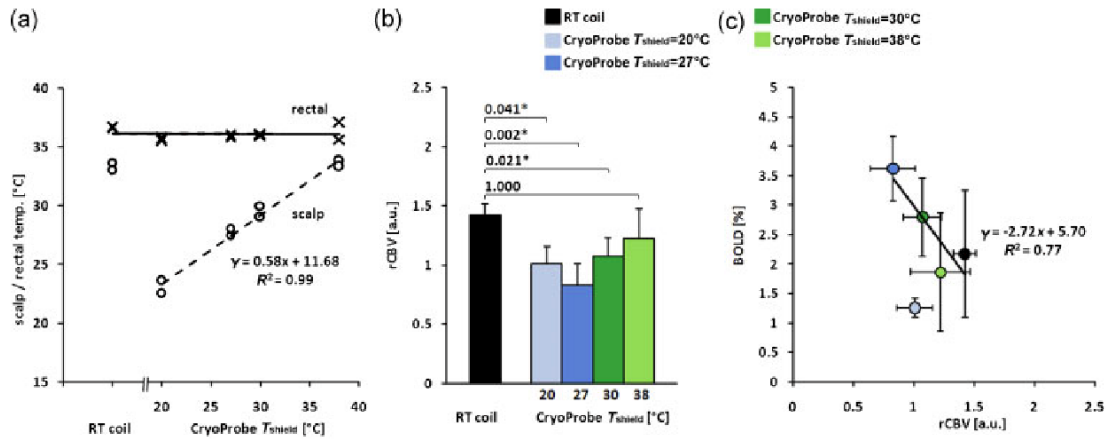 (a)
40
35
30
25
20
15
scalp / rectal temp. [°C]
rectal
scalp
y = 0.58x + 11.68
R² = 0.99
20 30 40
RT coil CryoProbe Tshield [°C]
(b)
RT coil
CryoProbe Tshield=20°C
CryoProbe Tshield=27°C
CryoProbe Tshield=30°C
CryoProbe Tshield=38°C
2.5
2
1.5
1
0.5
0
rCBV [a.u.]
0.041*
0.002*
0.021*
1.000
20 27 30 38
RT coil CryoProbe Tshield [°C]
(c)
5
4.5
4
3.5
3
2.5
2
1.5
1
0.5
0
BOLD [%]
y = -2.72x + 5.70
R² = 0.77
0 0.5 1 1.5 2 2.5
rCBV [a.u.]